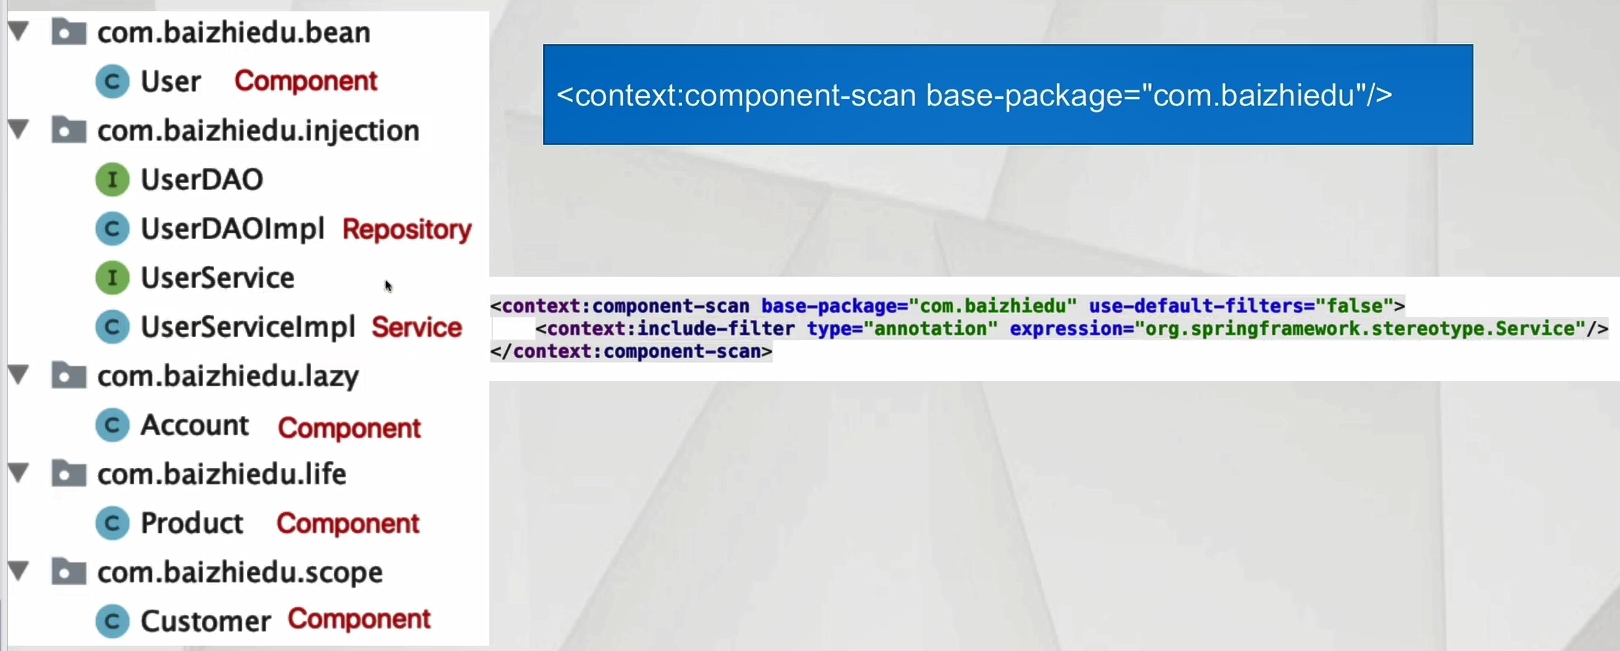 com.baizhiedu.bean
C User Component
com.baizhiedu.injection
I UserDAO
C UserDAOImpl Repository
I UserService
C UserServiceImpl Service
com.baizhiedu.lazy
C Account Component
com.baizhiedu.life
C Product Component
com.baizhiedu.scope
C Customer Component
<context:component-scan base-package="com.baizhiedu"/>
<context:component-scan base-package="com.baizhiedu" use-default-filters="false">
<context:include-filter type="annotation" expression="org.springframework.stereotype.Service"/>
</context:component-scan>